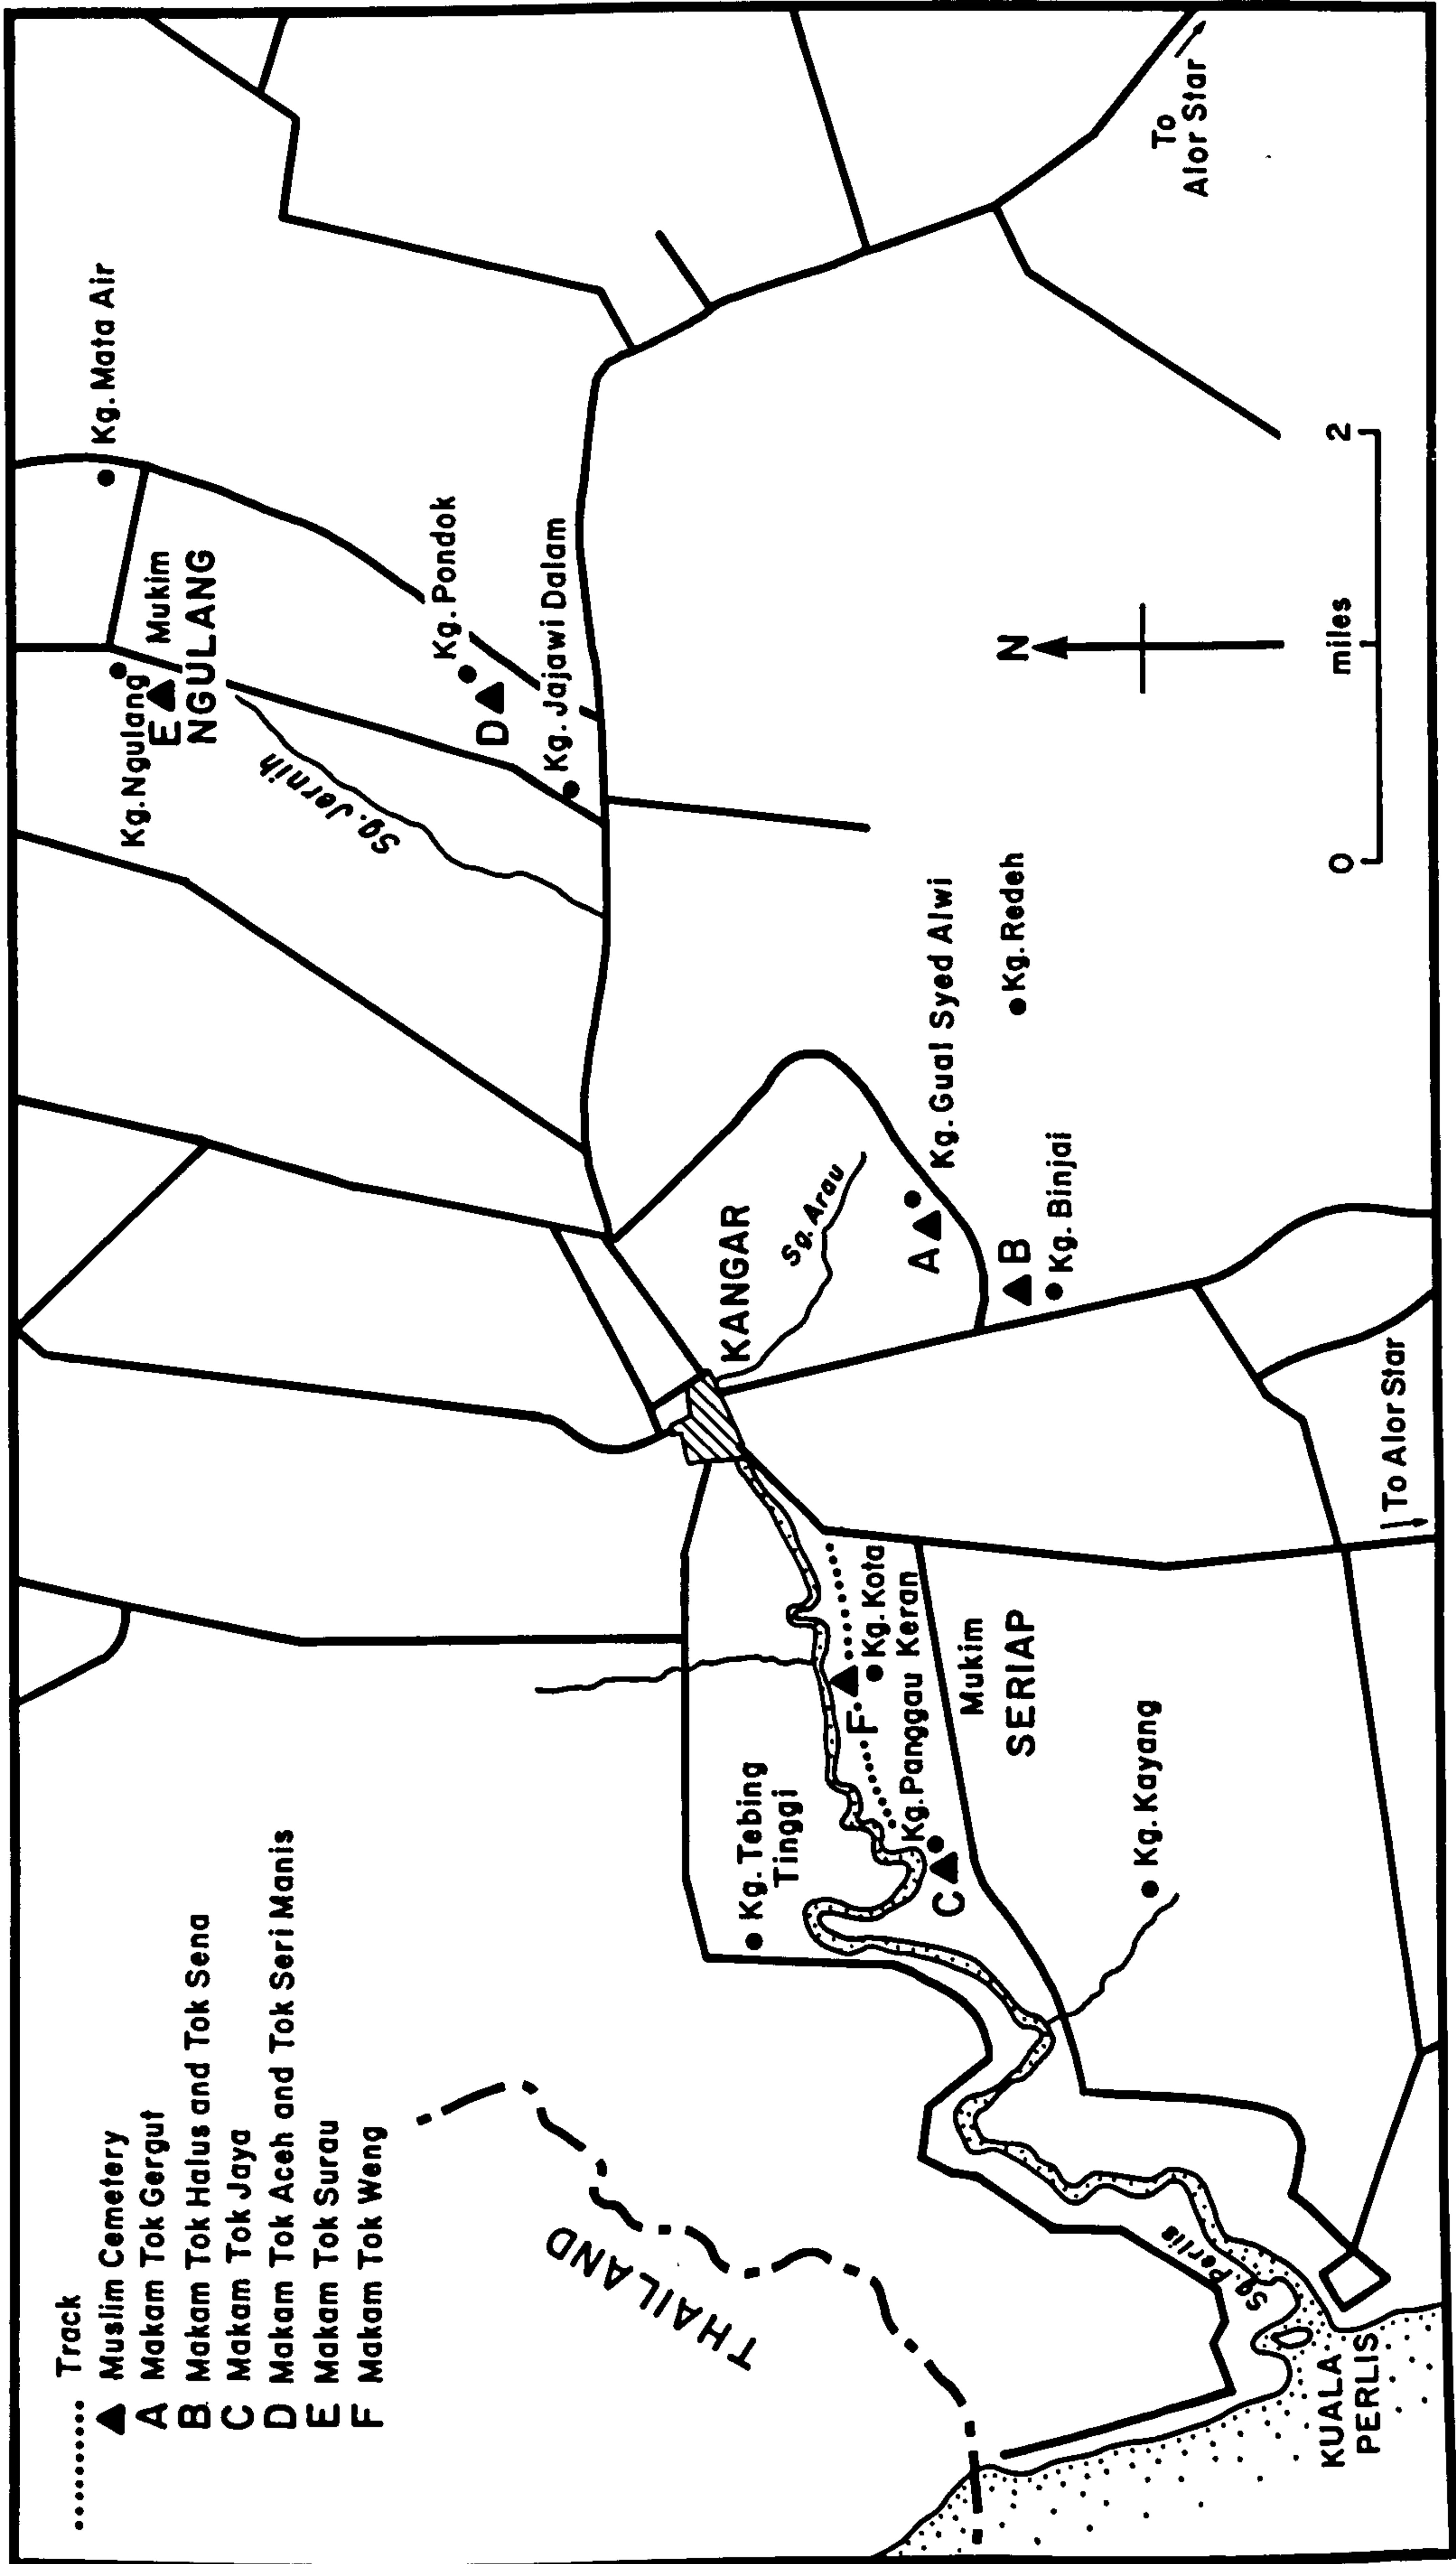 Track
Muslim Cemetery
A Makam Tok Gergut
B Makam Tok Halus and Tok Sena
C Makam Tok Jaya
D Makam Tok Aceh and Tok Seri Manis
E Makam Tok Surau
F Makam Tok Weng
THAILAND
Kg. Mata Air
Kg. Ngulang
E
Mukim
NGULANG
Sg. Jernih
Kg. Pondok
D
Kg. Jajawi Dalam
KANGAR
Sg. Arau
A
Kg. Gual Syed Alwi
B
Kg. Binjai
Kg. Redeh
Kg. Tebing
Tinggi
F
Kg. Kota
Kg. Panggau Keran
C
Mukim
SERIAP
Kg. Kayang
Sg. Perlis
KUALA
PERLIS
To Alor Star
To
Alor Star
N
0
miles
2